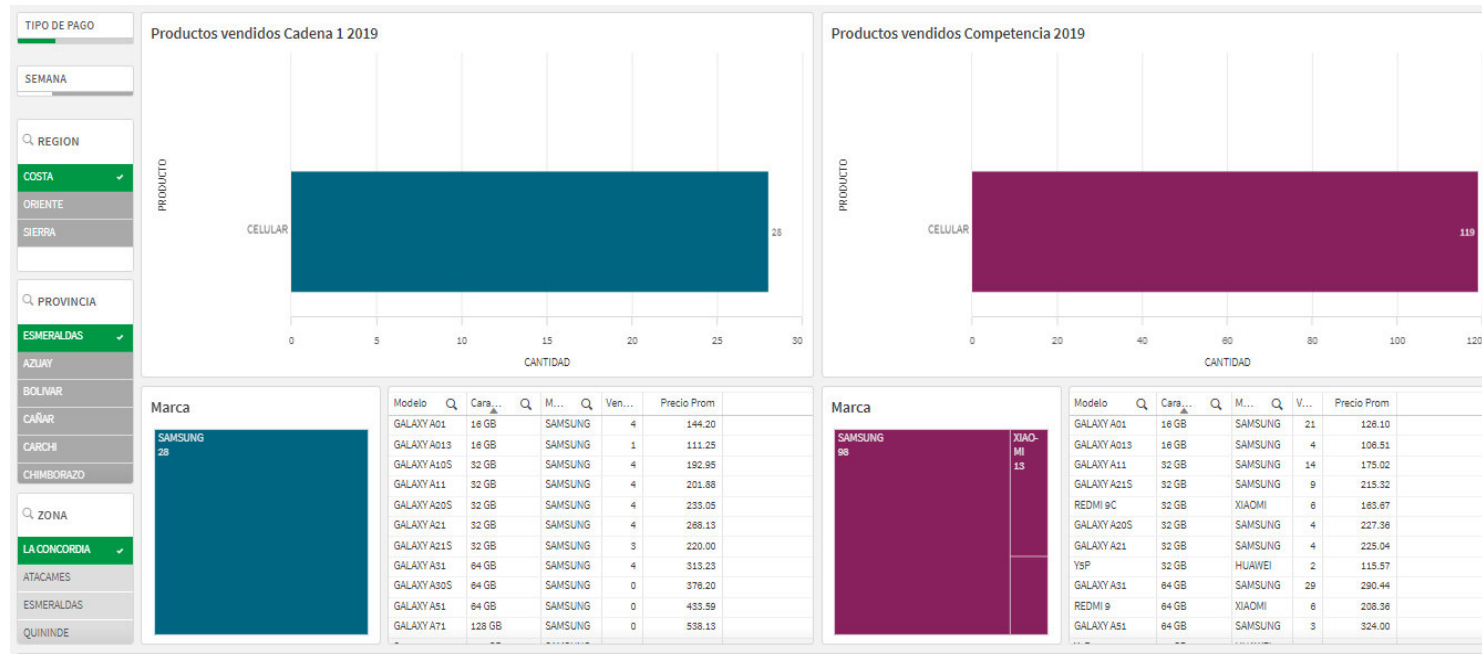 TIPO DE PAGO
SEMANA
REGION
COSTA
ORIENTE
SIERRA
PROVINCIA
ESMERALDAS
AZUAY
BOLIVAR
CAÑAR
CARCHI
CHIMBORAZO
ZONA
LA CONCORDIA
ATACAMES
ESMERALDAS
QUININDE
Productos vendidos Cadena 1 2019
PRODUCTO
CELULAR
28
0 5 10 15 20 25 30
CANTIDAD
Productos vendidos Competencia 2019
PRODUCTO
CELULAR
119
0 20 40 60 80 100 120
CANTIDAD
Marca
SAMSUNG
28
Modelo Cara... M... Ven... Precio Prom
GALAXY A01 16 GB SAMSUNG 4 144.20
GALAXY A013 16 GB SAMSUNG 1 111.25
GALAXY A10S 32 GB SAMSUNG 4 192.95
GALAXY A11 32 GB SAMSUNG 4 201.88
GALAXY A20S 32 GB SAMSUNG 4 233.05
GALAXY A21 32 GB SAMSUNG 4 268.13
GALAXY A21S 32 GB SAMSUNG 3 220.00
GALAXY A31 64 GB SAMSUNG 4 313.23
GALAXY A30S 64 GB SAMSUNG 0 376.20
GALAXY A51 64 GB SAMSUNG 0 433.59
GALAXY A71 128 GB SAMSUNG 0 538.13
Marca
SAMSUNG
98
XIAO-
MI
13
Modelo Cara... M... V... Precio Prom
GALAXY A01 16 GB SAMSUNG 21 126.10
GALAXY A013 16 GB SAMSUNG 4 106.51
GALAXY A11 32 GB SAMSUNG 14 175.02
GALAXY A21S 32 GB SAMSUNG 9 215.32
REDMI 9C 32 GB XIAOMI 6 163.67
GALAXY A20S 32 GB SAMSUNG 4 227.36
GALAXY A21 32 GB SAMSUNG 4 225.04
Y5P 32 GB HUAWEI 2 115.57
GALAXY A31 64 GB SAMSUNG 29 290.44
REDMI 9 64 GB XIAOMI 6 208.36
GALAXY A51 64 GB SAMSUNG 3 324.00